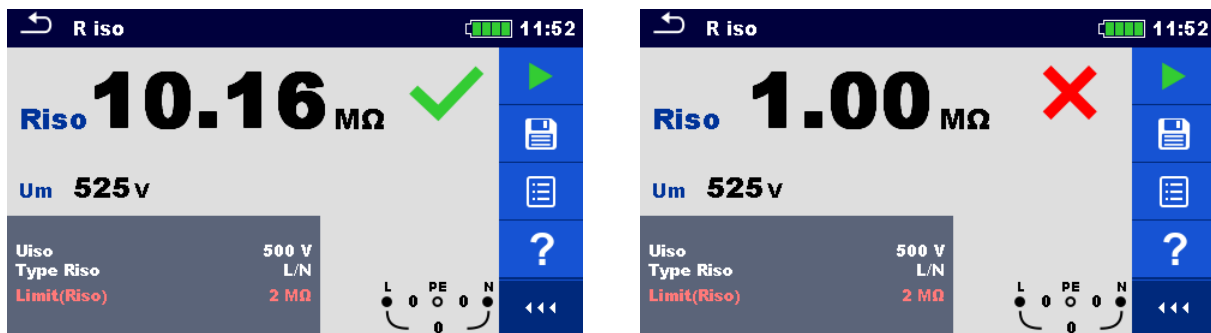 R iso 11:52
Riso 10.16 MΩ
Um 525 V
Uiso 500 V
Type Riso L/N
Limit(Riso) 2 MΩ
?
L PE N
0 0
0
R iso 11:52
Riso 1.00 MΩ
Um 525 V
Uiso 500 V
Type Riso L/N
Limit(Riso) 2 MΩ
?
L PE N
0 0
0